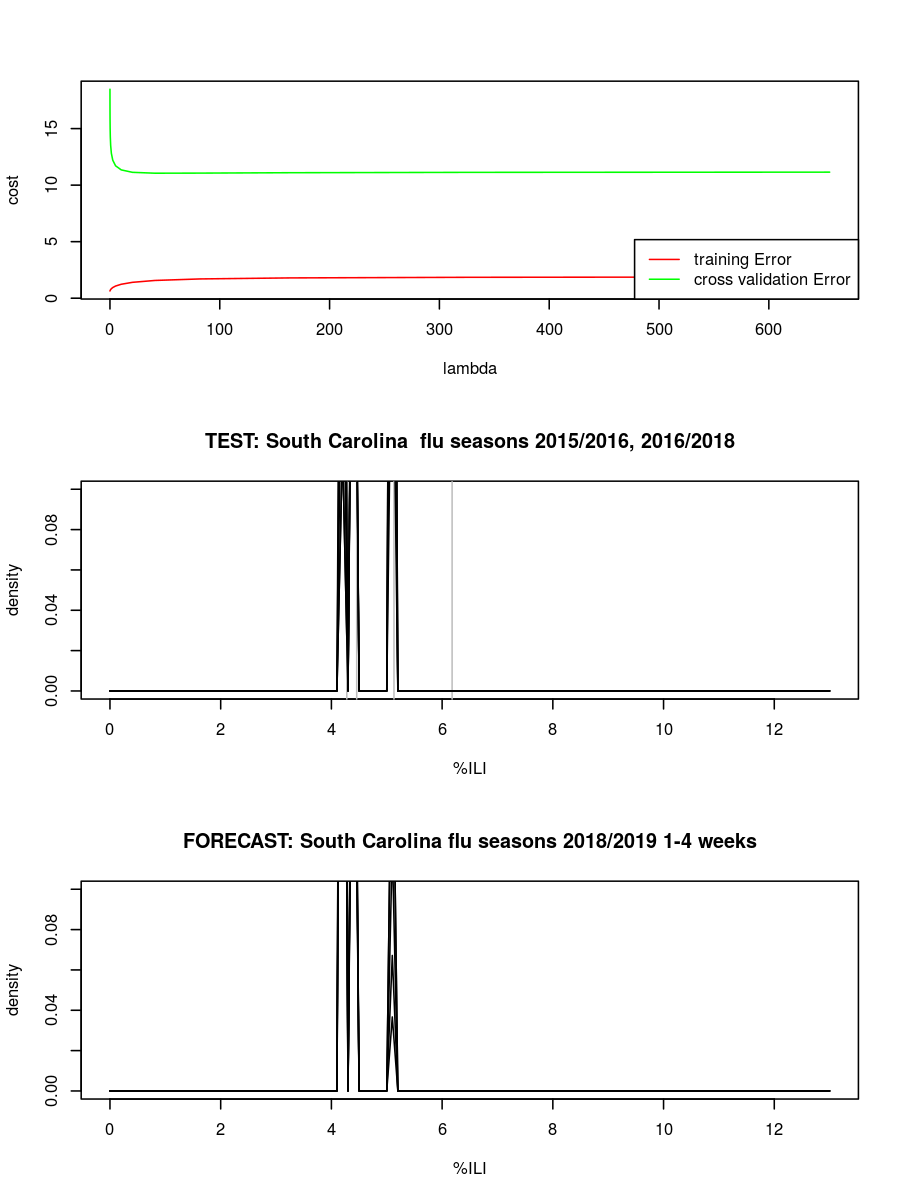 15
10
5
0
cost
training Error
cross validation Error
0 100 200 300 400 500 600
lambda
TEST: South Carolina  flu seasons 2015/2016, 2016/2018
0.08
0.04
0.00
density
0 2 4 6 8 10 12
%ILI
FORECAST: South Carolina flu seasons 2018/2019 1-4 weeks
0.08
0.04
0.00
density
0 2 4 6 8 10 12
%ILI